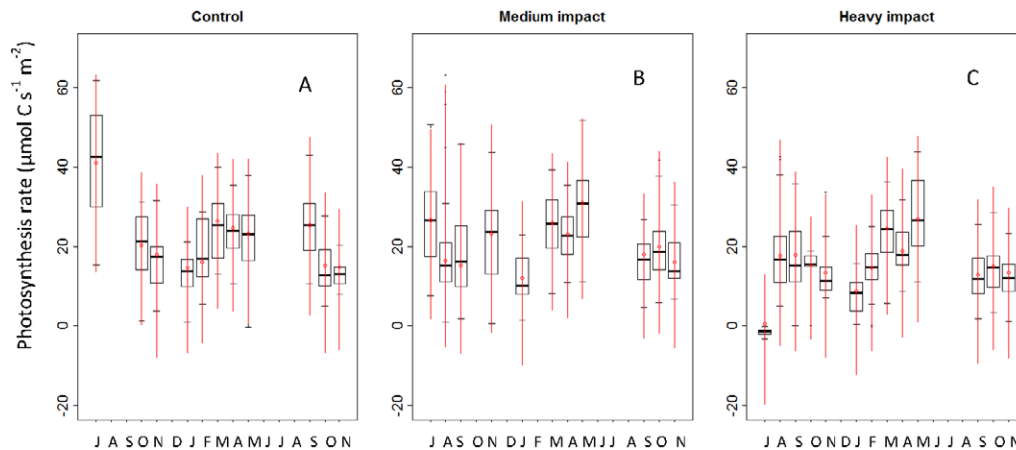 Control
Medium impact
Heavy impact
Photosynthesis rate (µmol C s⁻¹ m⁻²)
A
B
C
60
40
20
0
-20
60
40
20
0
-20
60
40
20
0
-20
J A S O N D J F M A M J J A S O N
J A S O N D J F M A M J J A S O N
J A S O N D J F M A M J J A S O N